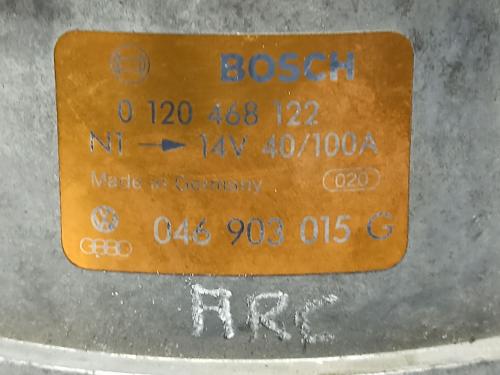 BOSCH
0 120 468 122
N1 → 14V 40/100A
Made in Germany 020
046 903 015 G
ARC